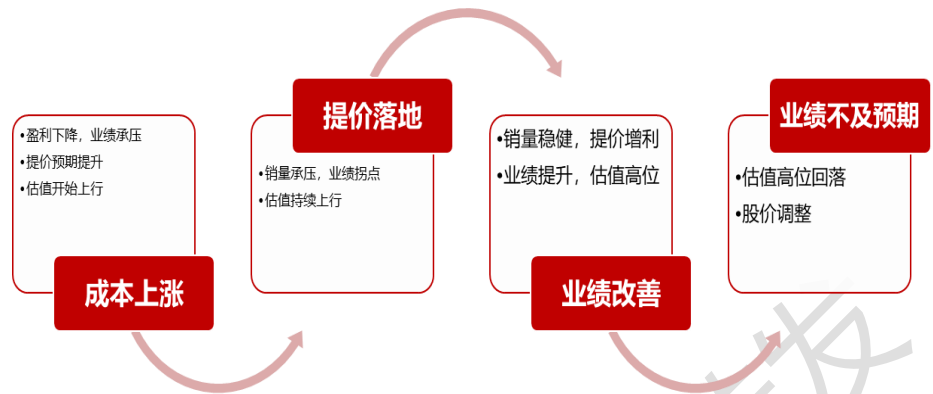 •盈利下降，业绩承压
•提价预期提升
•估值开始上行
成本上涨
提价落地
•销量承压，业绩拐点
•估值持续上行
•销量稳健，提价增利
•业绩提升，估值高位
业绩改善
业绩不及预期
•估值高位回落
•股价调整